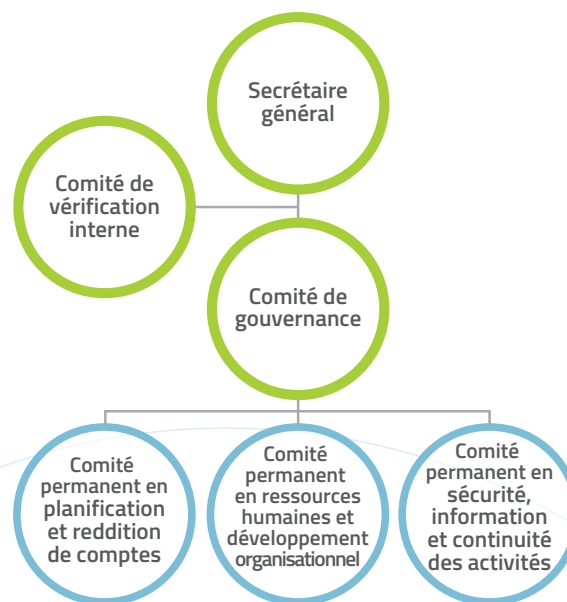 Secrétaire
général
Comité de
vérification
interne
Comité de
gouvernance
Comité
permanent en
planification
et reddition
de comptes
Comité
permanent
en ressources
humaines et
développement
organisationnel
Comité
permanent en
sécurité,
information
et continuité
des activités